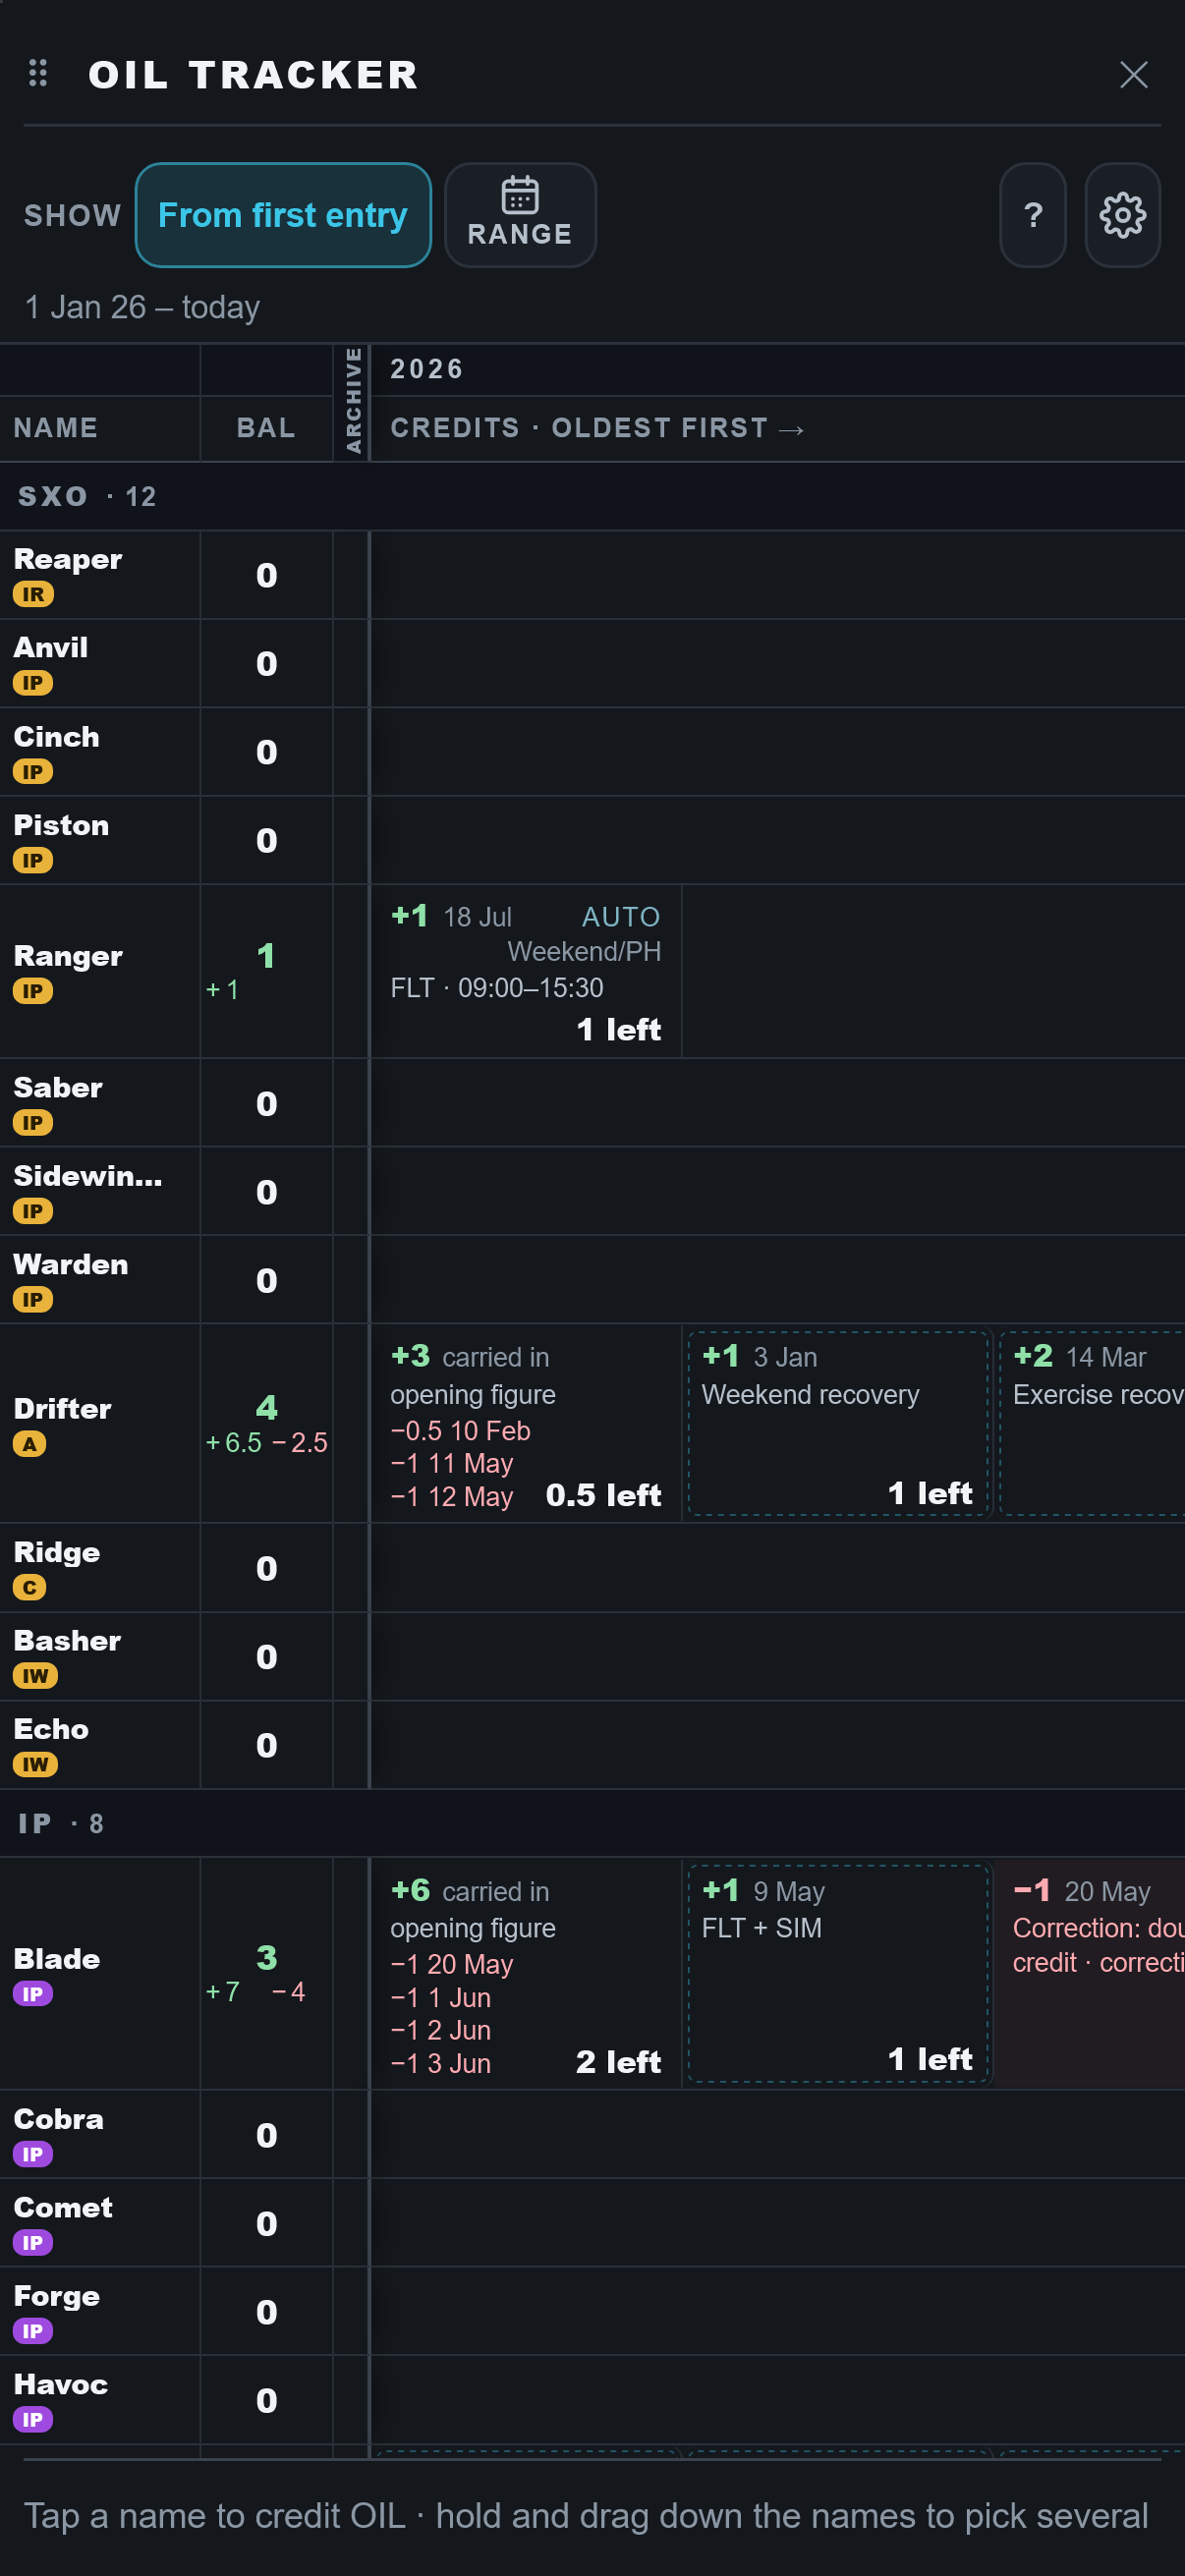 OIL TRACKER
SHOW
From first entry
RANGE
?
1 Jan 26 – today
ARCHIVE
2026
NAME
BAL
CREDITS · OLDEST FIRST →
SXO · 12
Reaper
IR
0
Anvil
IP
0
Cinch
IP
0
Piston
IP
0
Ranger
IP
1
+1
+1 18 Jul AUTO
Weekend/PH
FLT · 09:00–15:30
1 left
Saber
IP
0
Sidewin...
IP
0
Warden
IP
0
Drifter
A
4
+6.5 −2.5
+3 carried in
opening figure
−0.5 10 Feb
−1 11 May
−1 12 May
0.5 left
+1 3 Jan
Weekend recovery
1 left
+2 14 Mar
Exercise recov
Ridge
C
0
Basher
IW
0
Echo
IW
0
IP · 8
Blade
IP
3
+7 −4
+6 carried in
opening figure
−1 20 May
−1 1 Jun
−1 2 Jun
−1 3 Jun
2 left
+1 9 May
FLT + SIM
1 left
−1 20 May
Correction: dou
credit · correcti
Cobra
IP
0
Comet
IP
0
Forge
IP
0
Havoc
IP
0
Tap a name to credit OIL · hold and drag down the names to pick several